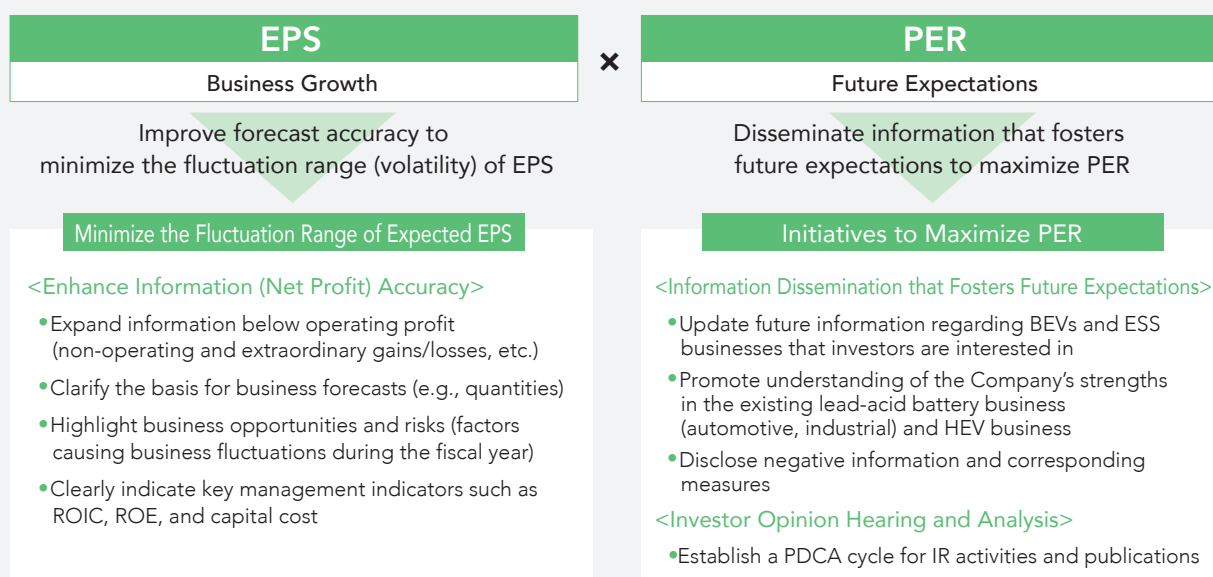 EPS
Business Growth
Improve forecast accuracy to
minimize the fluctuation range (volatility) of EPS
Minimize the Fluctuation Range of Expected EPS
<Enhance Information (Net Profit) Accuracy>
•Expand information below operating profit
(non-operating and extraordinary gains/losses, etc.)
•Clarify the basis for business forecasts (e.g., quantities)
•Highlight business opportunities and risks (factors
causing business fluctuations during the fiscal year)
•Clearly indicate key management indicators such as
ROIC, ROE, and capital cost
×
PER
Future Expectations
Disseminate information that fosters
future expectations to maximize PER
Initiatives to Maximize PER
<Information Dissemination that Fosters Future Expectations>
•Update future information regarding BEVs and ESS
businesses that investors are interested in
•Promote understanding of the Company's strengths
in the existing lead-acid battery business
(automotive, industrial) and HEV business
•Disclose negative information and corresponding
measures
<Investor Opinion Hearing and Analysis>
•Establish a PDCA cycle for IR activities and publications